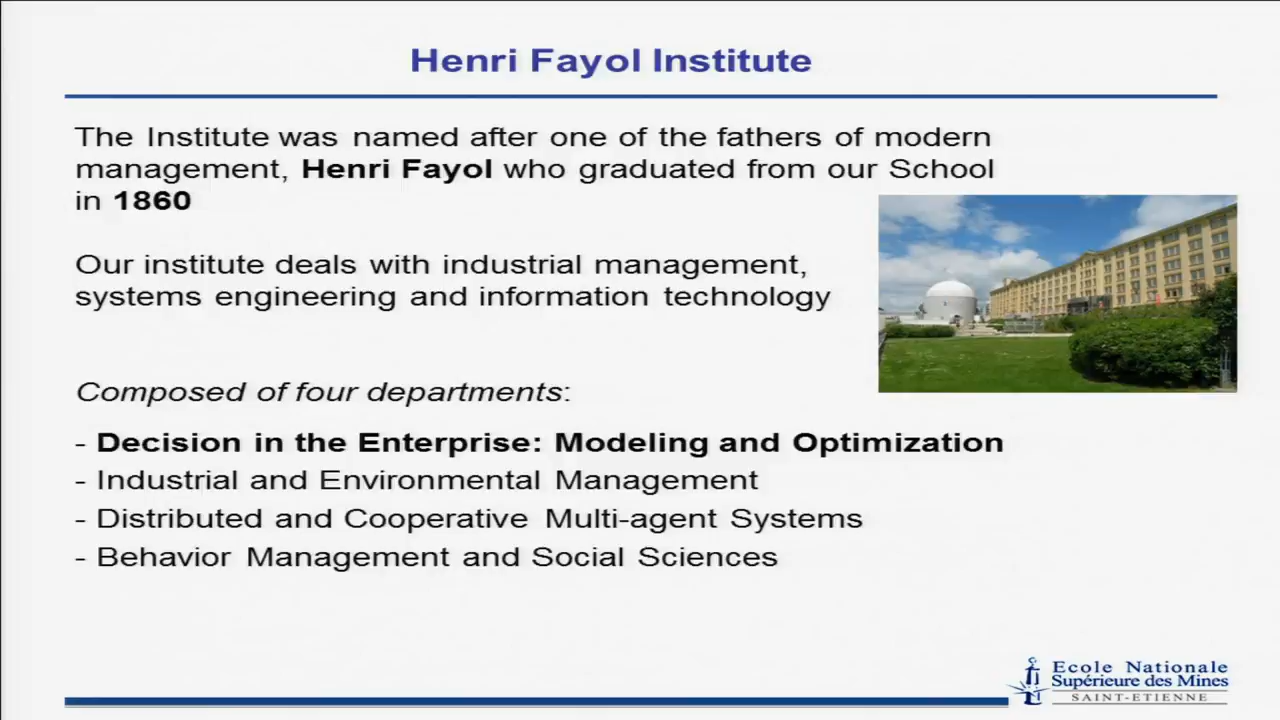 Henri Fayol Institute
The Institute was named after one of the fathers of modern
management, Henri Fayol who graduated from our School
in 1860
Our institute deals with industrial management,
systems engineering and information technology
Composed of four departments:
- Decision in the Enterprise: Modeling and Optimization
- Industrial and Environmental Management
- Distributed and Cooperative Multi-agent Systems
- Behavior Management and Social Sciences
Ecole Nationale
Supérieure des Mines
SAINT-ETIENNE